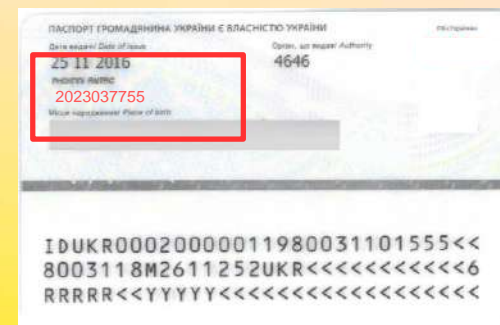 ПАСПОРТ ГРОМАДЯНИНА УКРАЇНИ Є ВЛАСНІСТЮ УКРАЇНИ
Дата видачі/ Date of issue
Орган, що видав/ Authority
25 11 2016
4646
2023037755
Місце народження/ Place of birth
IDUKR00020000011980031101555<<
8003118M2611252UKR<<<<<<<<<<<6
RRRRR<<YYYYY<<<<<<<<<<<<<<<<<<